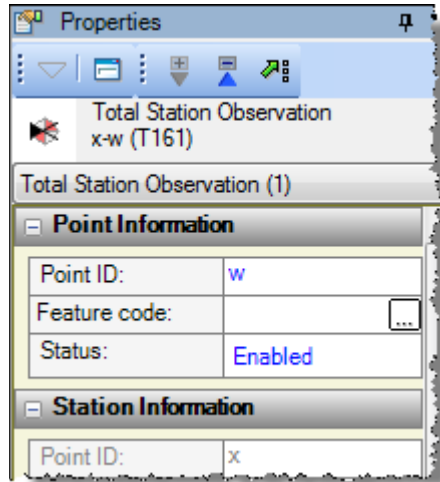 Properties
Total Station Observation
x-w (T161)
Total Station Observation (1)
Point Information
Point ID: w
Feature code: ...
Status: Enabled
Station Information
Point ID: x